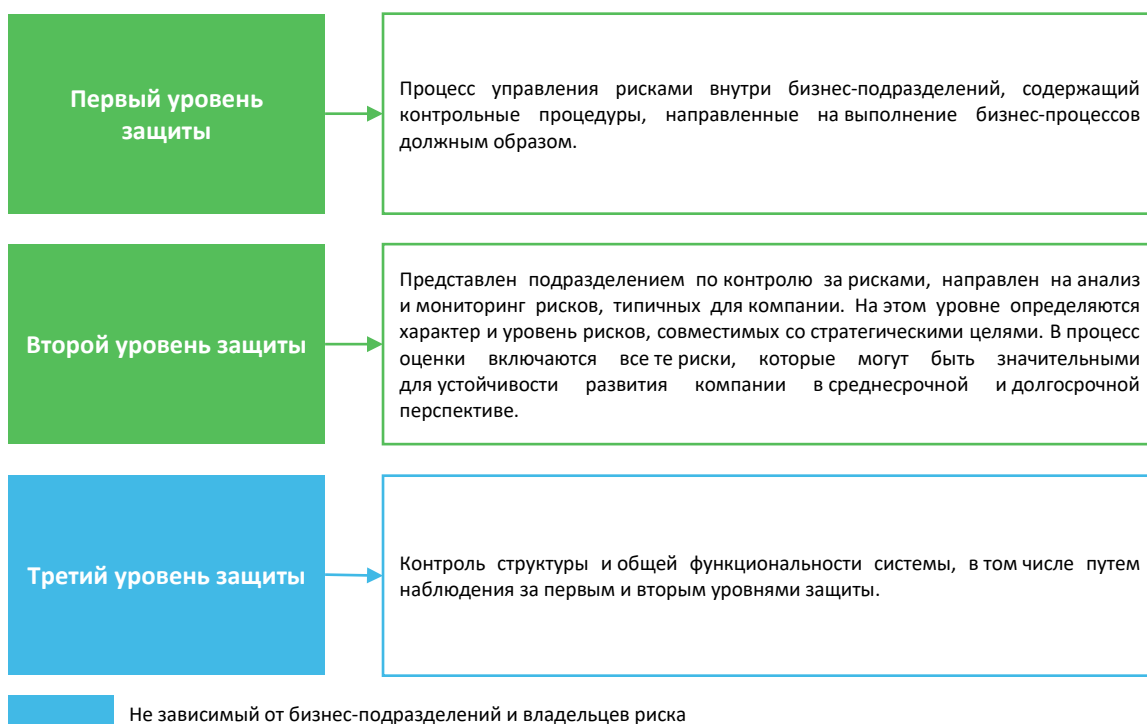 Первый уровень
защиты
Процесс управления рисками внутри бизнес-подразделений, содержащий
контрольные процедуры, направленные на выполнение бизнес-процессов
должным образом.
Второй уровень защиты
Представлен подразделением по контролю за рисками, направлен на анализ
и мониторинг рисков, типичных для компании. На этом уровне определяются
характер и уровень рисков, совместимых со стратегическими целями. В процесс
оценки включаются все те риски, которые могут быть значительными
для устойчивости развития компании в среднесрочной и долгосрочной
перспективе.
Третий уровень защиты
Контроль структуры и общей функциональности системы, в том числе путем
наблюдения за первым и вторым уровнями защиты.
Не зависимый от бизнес-подразделений и владельцев риска